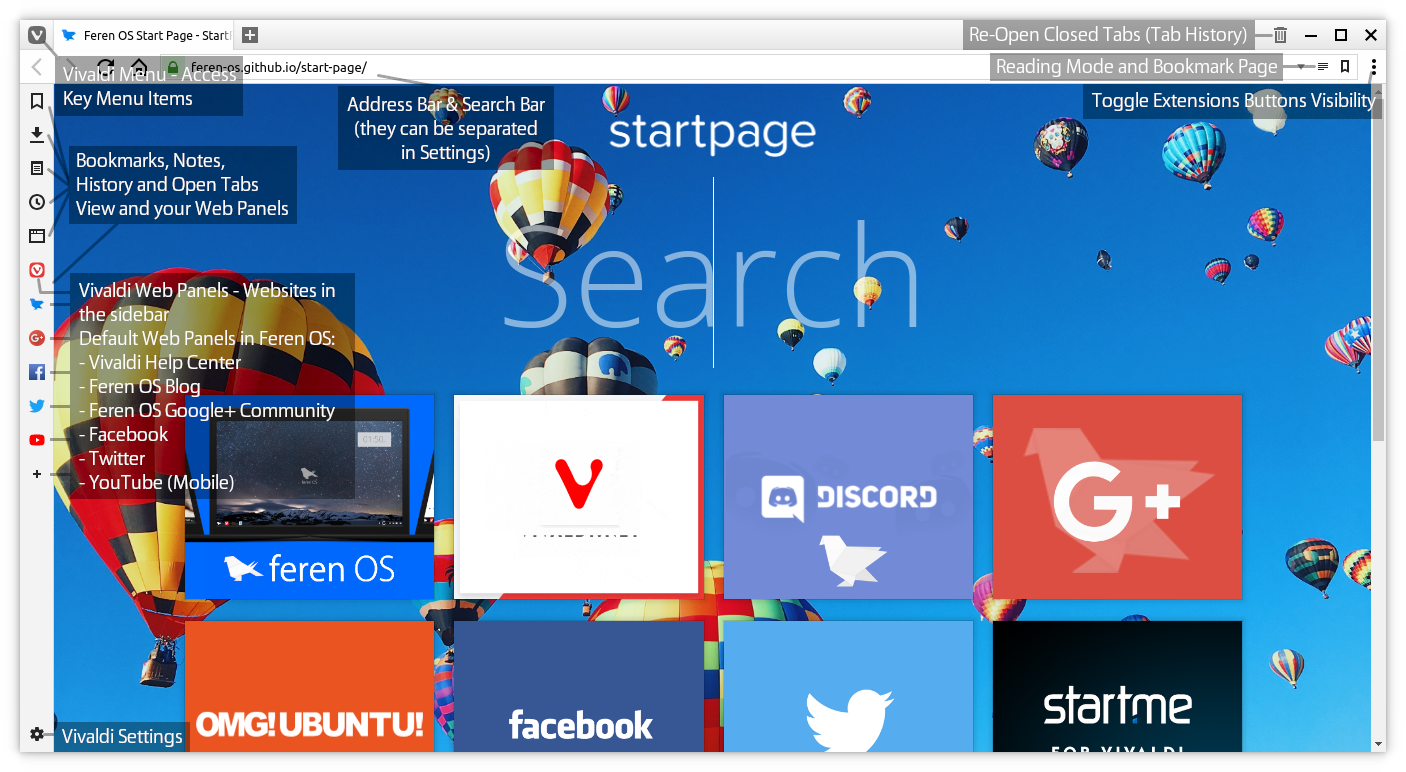 Feren OS Start Page - Start
Re-Open Closed Tabs (Tab History)
feren-os.github.io/start-page/
Reading Mode and Bookmark Page
Vivaldi Menu - Access
Key Menu Items
Address Bar & Search Bar
(they can be separated
in Settings)
Toggle Extensions Buttons Visibility
startpage
Bookmarks, Notes,
History and Open Tabs
View and your Web Panels
Search
Vivaldi Web Panels - Websites in
the sidebar
Default Web Panels in Feren OS:
- Vivaldi Help Center
- Feren OS Blog
- Feren OS Google+ Community
- Facebook
- Twitter
- YouTube (Mobile)
01:50
feren OS
feren OS
DISCORD
G+
OMG! UBUNTU!
facebook
startme
FOR VIVALDI
Vivaldi Settings